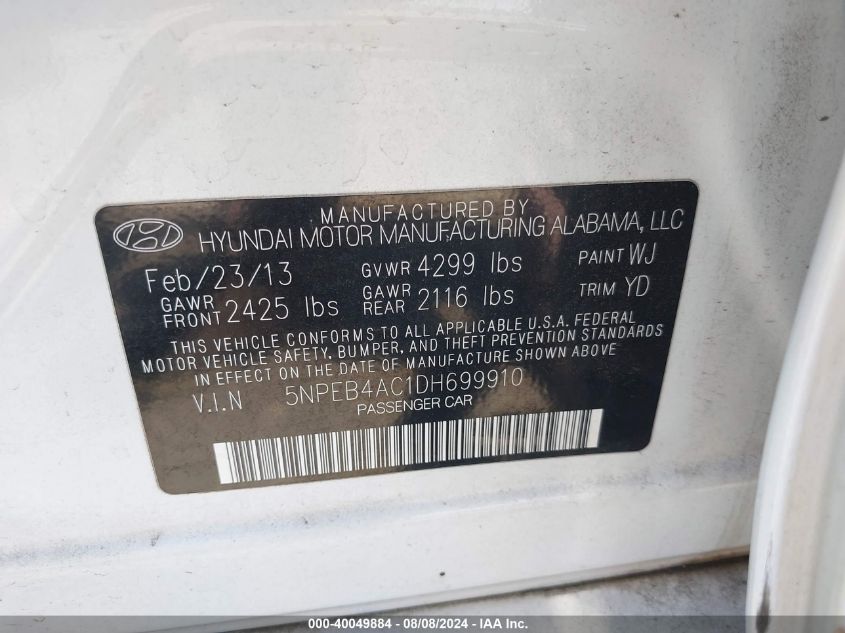 MANUFACTURED BY
HYUNDAI MOTOR MANUFACTURING ALABAMA, LLC
Feb/23/13 GVWR 4299 lbs PAINT WJ
GAWR FRONT 2425 lbs GAWR REAR 2116 lbs TRIM YD
THIS VEHICLE CONFORMS TO ALL APPLICABLE U.S.A. FEDERAL
MOTOR VEHICLE SAFETY, BUMPER, AND THEFT PREVENTION STANDARDS
IN EFFECT ON THE DATE OF MANUFACTURE SHOWN ABOVE
V.I.N 5NPEB4AC1DH699910
PASSENGER CAR
000-40049884 - 08/08/2024 - IAA Inc.